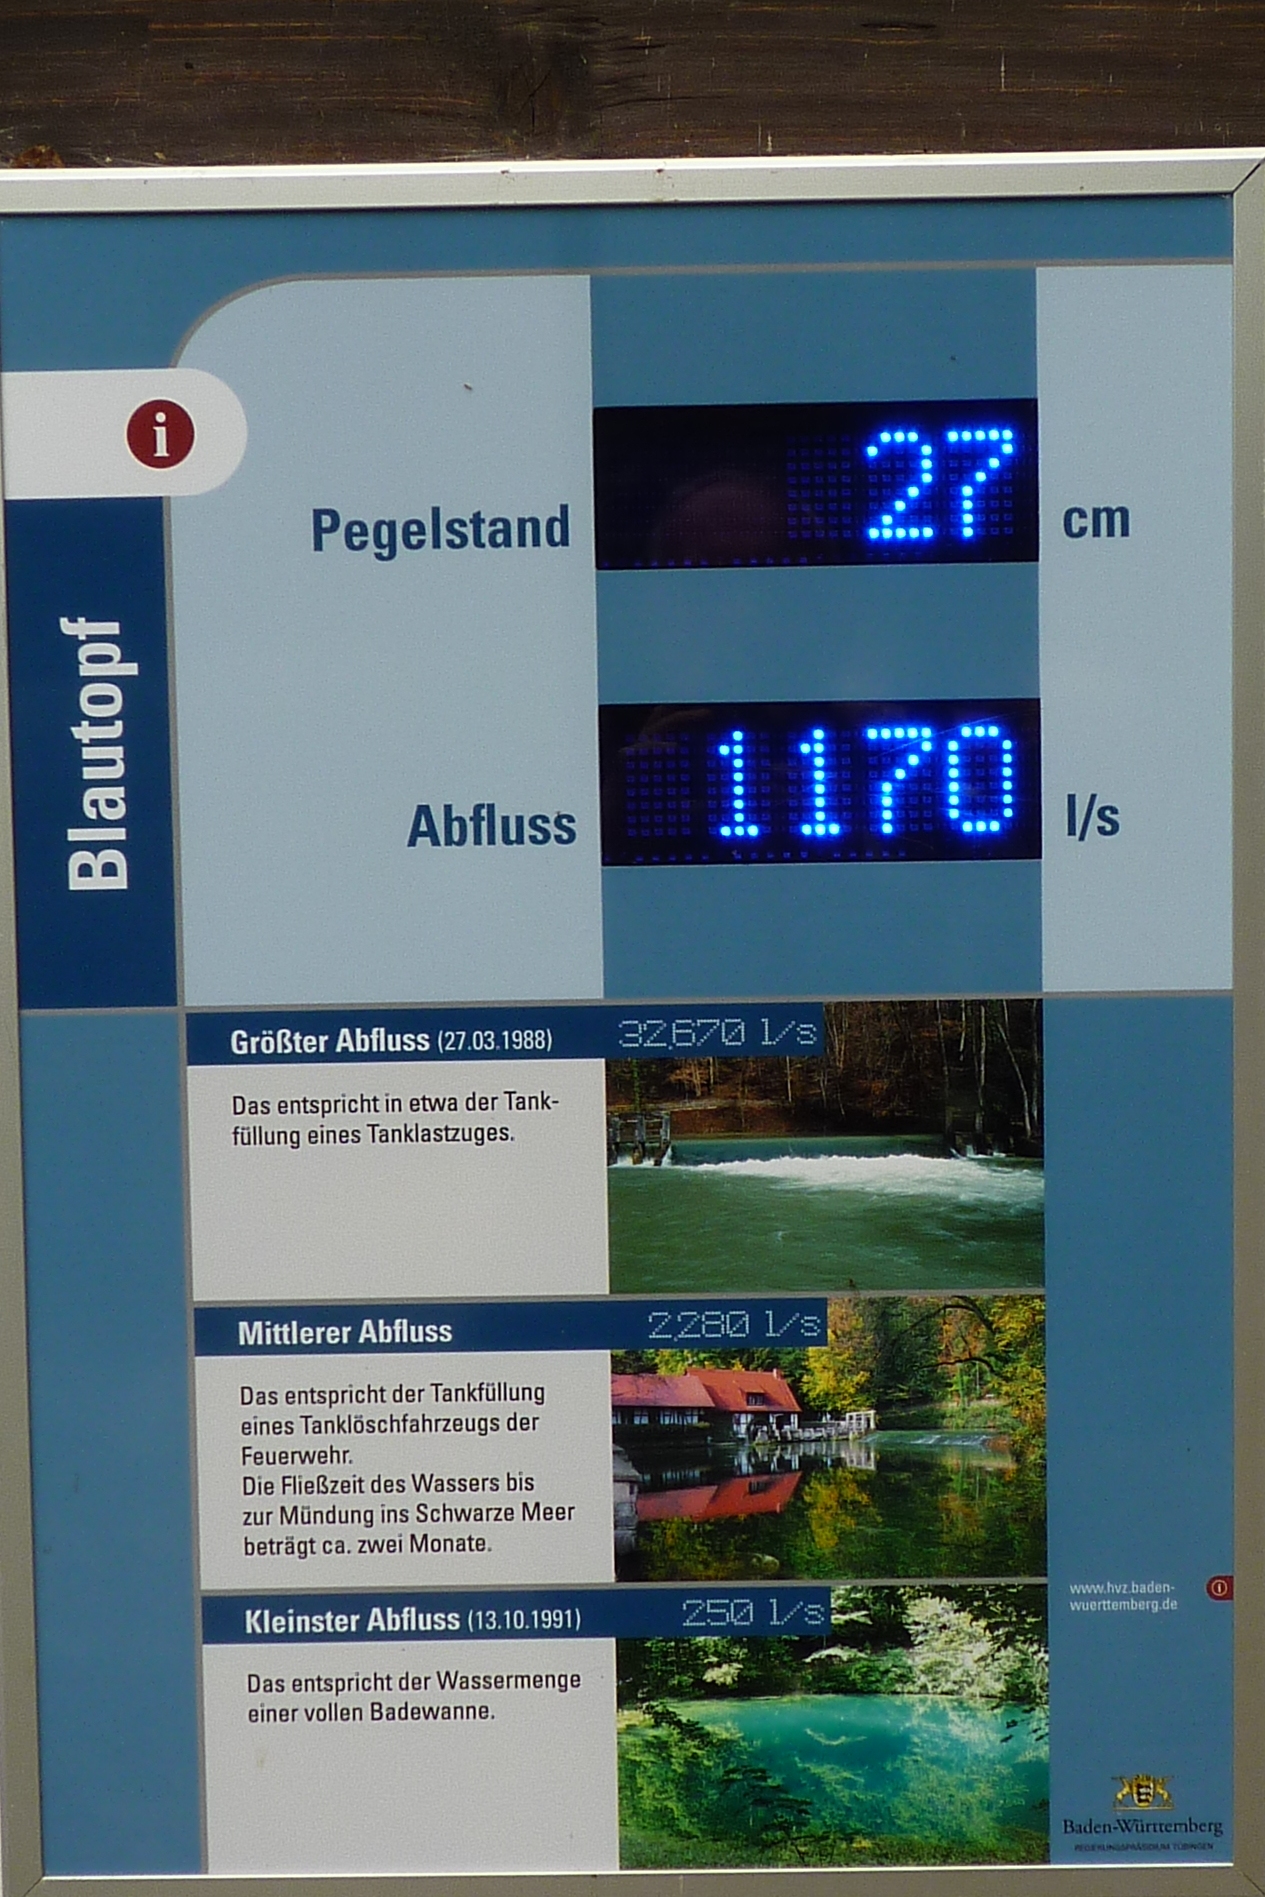 i
Blautopf
Pegelstand 27 cm
Abfluss 1170 l/s
Größter Abfluss (27.03.1988) 32.670 l/s
Das entspricht in etwa der Tank-
füllung eines Tanklastzuges.
Mittlerer Abfluss 2.280 l/s
Das entspricht der Tankfüllung
eines Tanklöschfahrzeugs der
Feuerwehr.
Die Fließzeit des Wassers bis
zur Mündung ins Schwarze Meer
beträgt ca. zwei Monate.
Kleinster Abfluss (13.10.1991) 250 l/s
Das entspricht der Wassermenge
einer vollen Badewanne.
www.hvz.baden-
wuerttemberg.de
i
Baden-Württemberg
REGIERUNGSPRÄSIDIUM TÜBINGEN